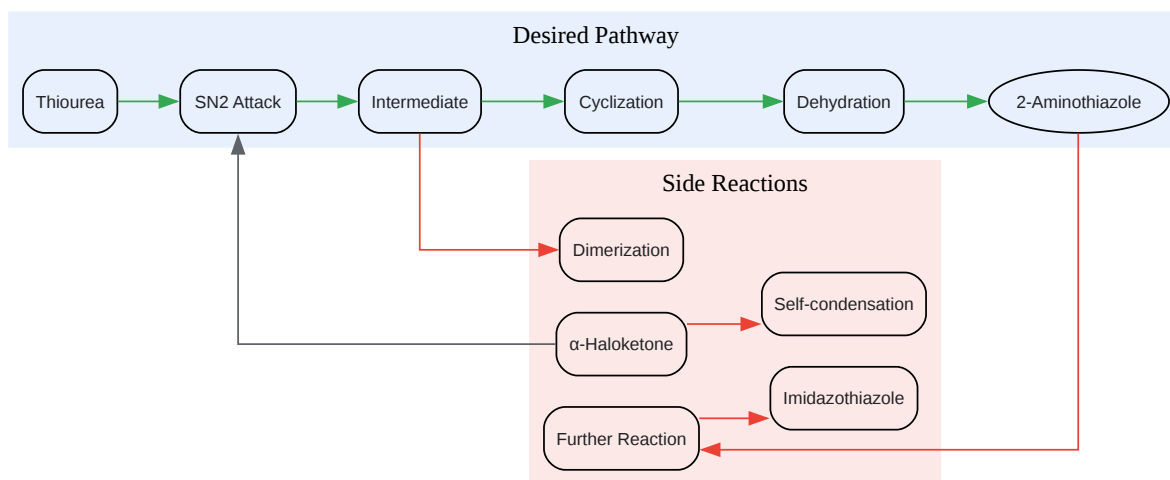 Desired Pathway
Thiourea
SN2 Attack
Intermediate
Cyclization
Dehydration
2-Aminothiazole
Side Reactions
Dimerization
Self-condensation
α-Haloketone
Imidazothiazole
Further Reaction